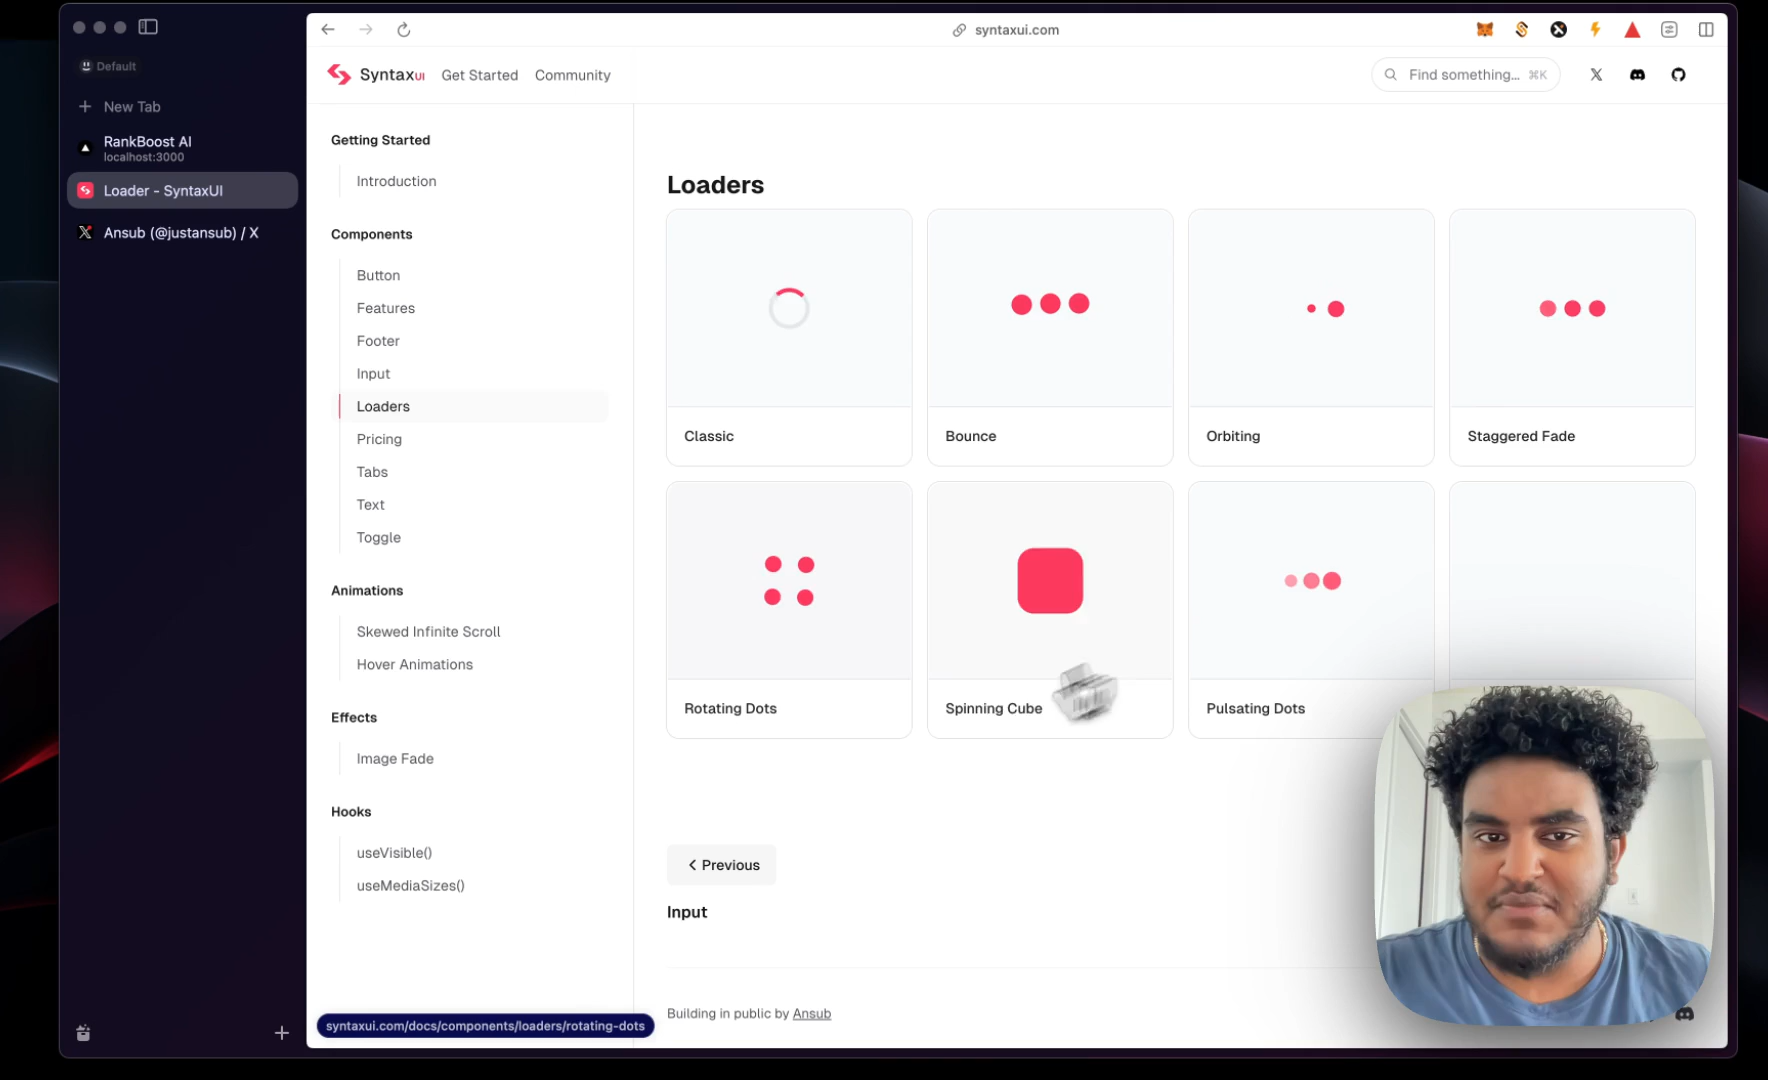 syntaxui.com
Default
New Tab
RankBoost AI
localhost:3000
Loader - SyntaxUI
Ansub (@justansub) / X
SyntaxUI
Get Started
Community
Find something... ⌘K
Getting Started
Introduction
Components
Button
Features
Footer
Input
Loaders
Pricing
Tabs
Text
Toggle
Animations
Skewed Infinite Scroll
Hover Animations
Effects
Image Fade
Hooks
useVisible()
useMediaSizes()
Loaders
Classic
Bounce
Orbiting
Staggered Fade
Rotating Dots
Spinning Cube
Pulsating Dots
Previous
Input
Building in public by Ansub
syntaxui.com/docs/components/loaders/rotating-dots